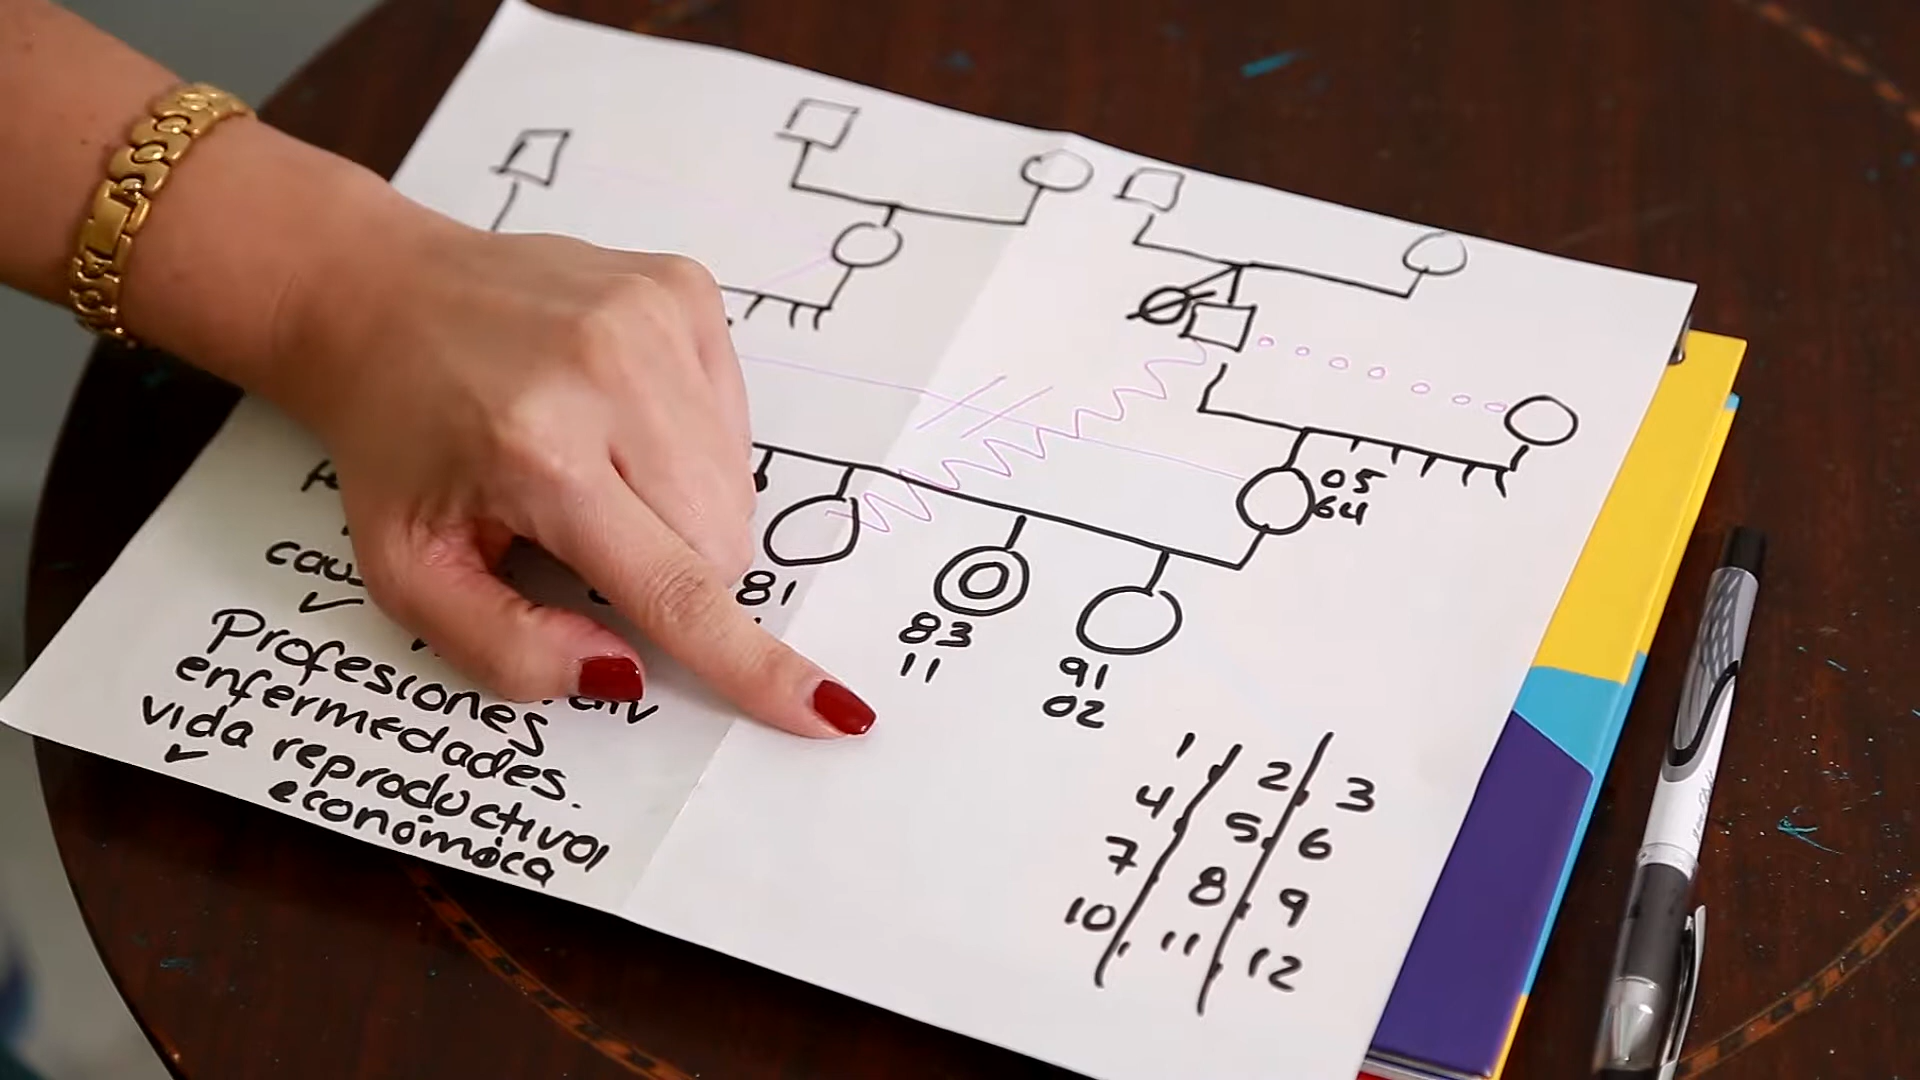 05
64
81
83
11
91
02
Profesiones
enfermedades.
vida reproductiva
económica
1 2 3
4 5 6
7 8 9
10 11 12